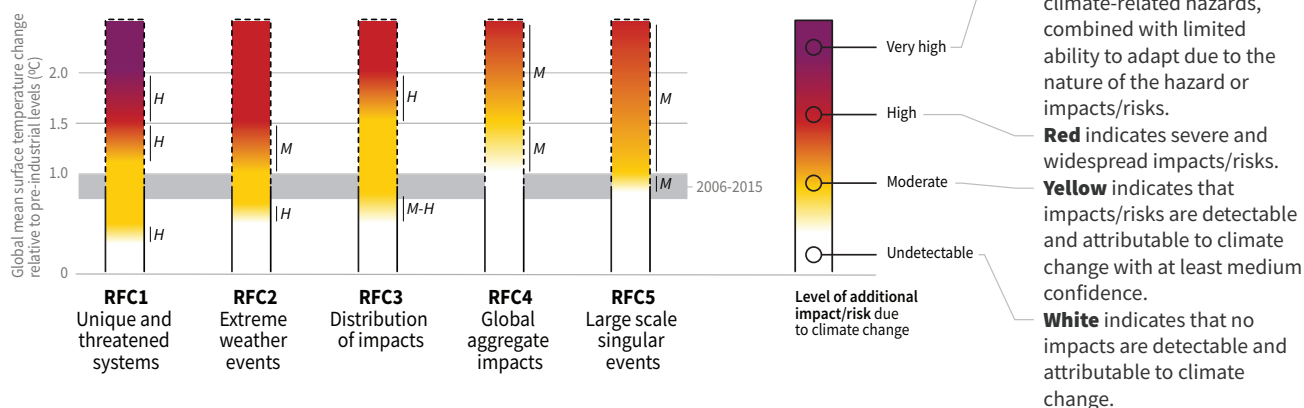 Global mean surface temperature change
relative to pre-industrial levels (ºC)
2.0
1.5
1.0
0
H
H
H
M
H
H
M-H
M
M
M
M
2006-2015
RFC1
Unique and
threatened
systems
RFC2
Extreme
weather
events
RFC3
Distribution
of impacts
RFC4
Global
aggregate
impacts
RFC5
Large scale
singular
events
Very high
High
Moderate
Undetectable
Level of additional
impact/risk due
to climate change
climate-related hazards,
combined with limited
ability to adapt due to the
nature of the hazard or
impacts/risks.
Red indicates severe and
widespread impacts/risks.
Yellow indicates that
impacts/risks are detectable
and attributable to climate
change with at least medium
confidence.
White indicates that no
impacts are detectable and
attributable to climate
change.